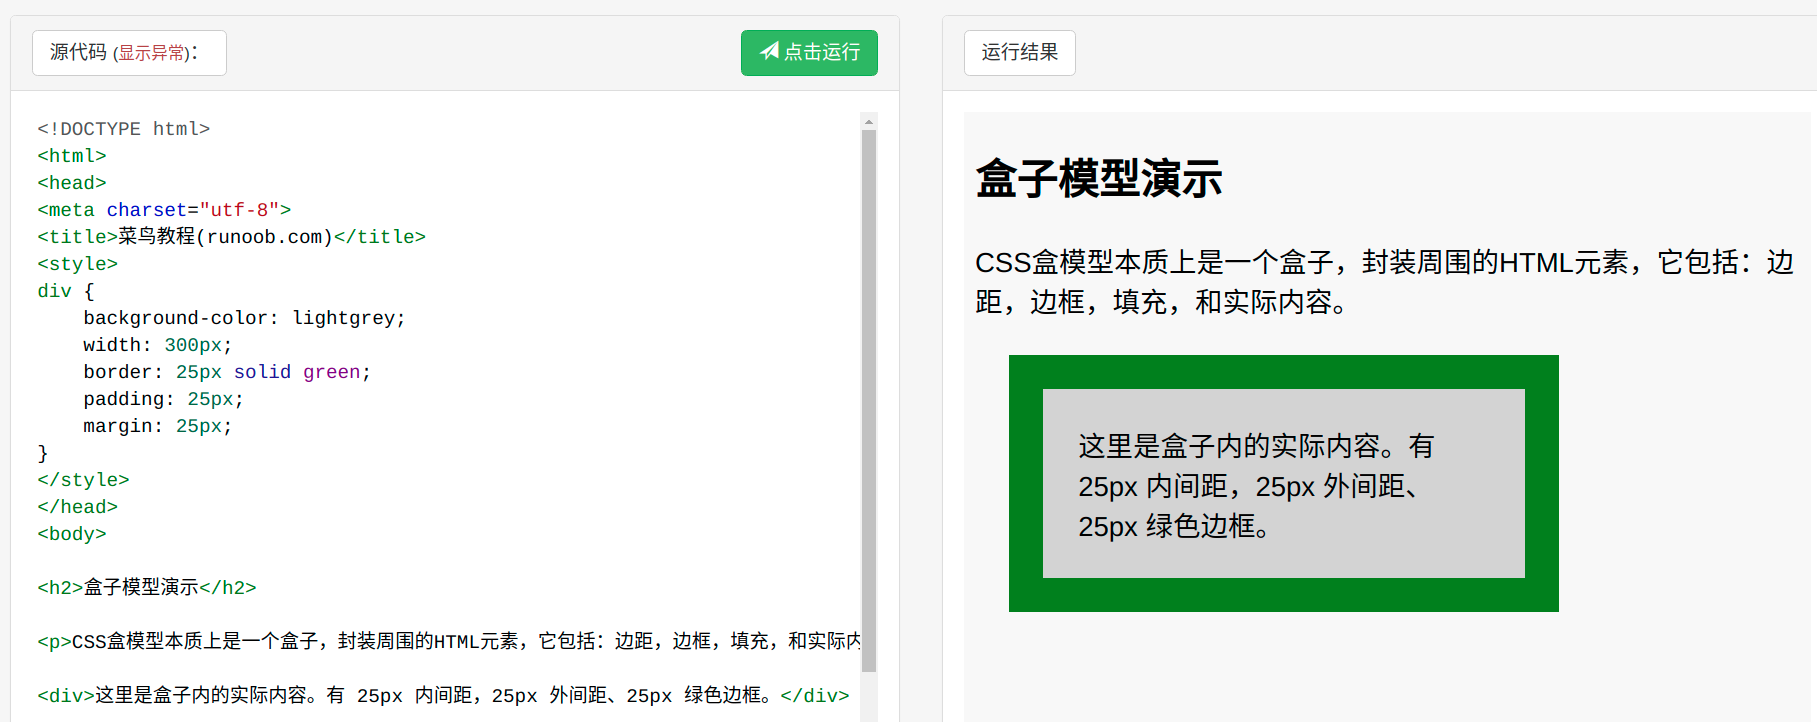 源代码 (显示异常)：
点击运行
<!DOCTYPE html>
<html>
<head>
<meta charset="utf-8">
<title>菜鸟教程(runoob.com)</title>
<style>
div {
    background-color: lightgrey;
    width: 300px;
    border: 25px solid green;
    padding: 25px;
    margin: 25px;
}
</style>
</head>
<body>
<h2>盒子模型演示</h2>
<p>CSS盒模型本质上是一个盒子，封装周围的HTML元素，它包括：边距，边框，填充，和实际内
<div>这里是盒子内的实际内容。有 25px 内间距，25px 外间距、25px 绿色边框。</div>
运行结果
盒子模型演示
CSS盒模型本质上是一个盒子，封装周围的HTML元素，它包括：边
距，边框，填充，和实际内容。
这里是盒子内的实际内容。有
25px 内间距，25px 外间距、
25px 绿色边框。